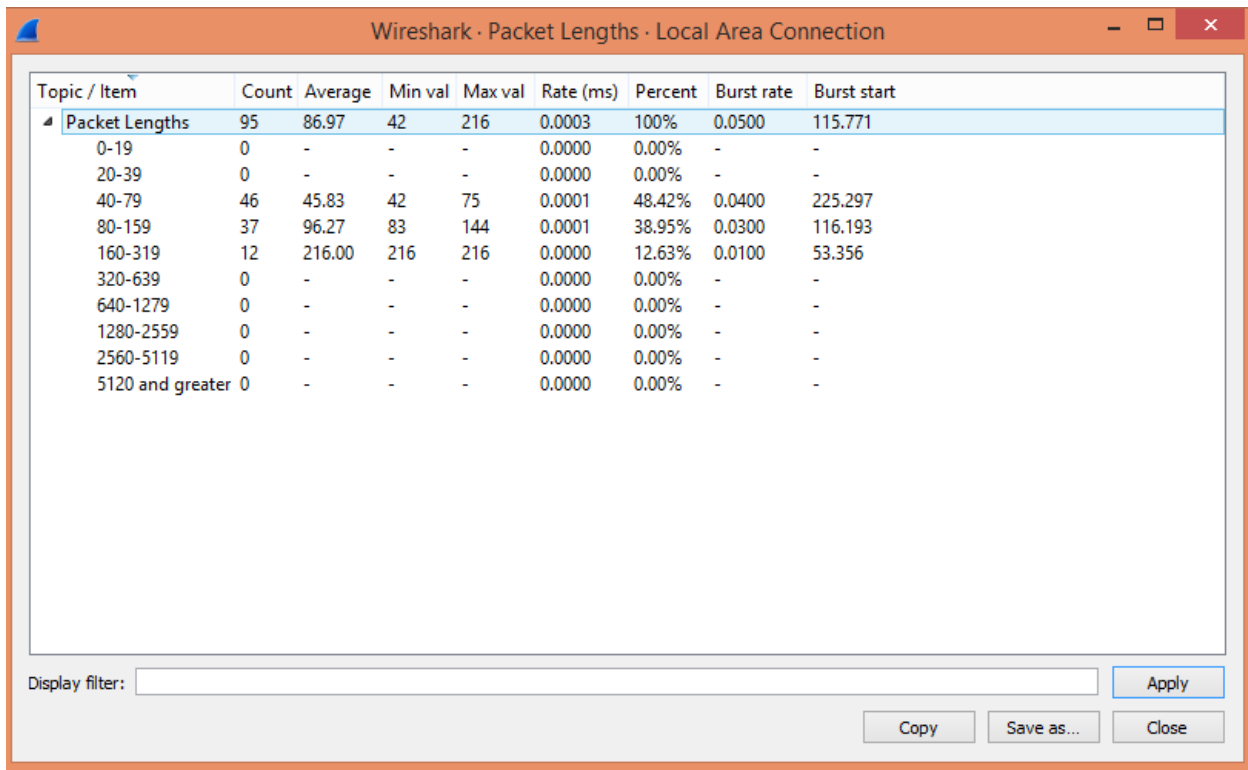 Wireshark · Packet Lengths · Local Area Connection
Topic / Item Count Average Min val Max val Rate (ms) Percent Burst rate Burst start
Packet Lengths 95 86.97 42 216 0.0003 100% 0.0500 115.771
0-19 0 - - - 0.0000 0.00% - -
20-39 0 - - - 0.0000 0.00% - -
40-79 46 45.83 42 75 0.0001 48.42% 0.0400 225.297
80-159 37 96.27 83 144 0.0001 38.95% 0.0300 116.193
160-319 12 216.00 216 216 0.0000 12.63% 0.0100 53.356
320-639 0 - - - 0.0000 0.00% - -
640-1279 0 - - - 0.0000 0.00% - -
1280-2559 0 - - - 0.0000 0.00% - -
2560-5119 0 - - - 0.0000 0.00% - -
5120 and greater 0 - - - 0.0000 0.00% - -
Display filter: Apply
Copy Save as... Close